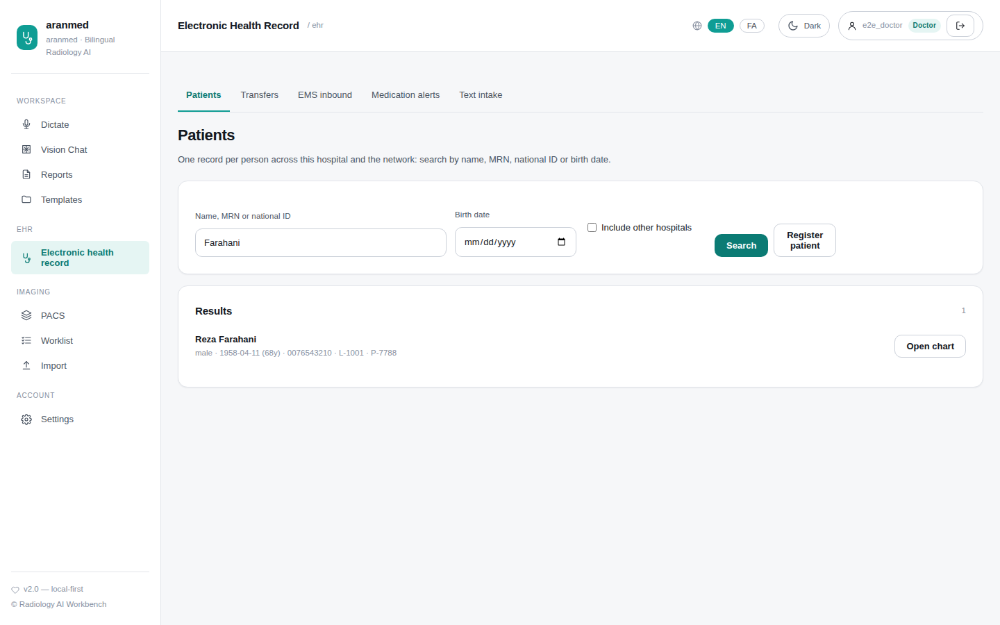 aranmed
aranmed · Bilingual
Radiology AI
WORKSPACE
Dictate
Vision Chat
Reports
Templates
EHR
Electronic health
record
IMAGING
PACS
Worklist
Import
ACCOUNT
Settings
v2.0 — local-first
© Radiology AI Workbench
Electronic Health Record / ehr
EN FA Dark e2e_doctor Doctor
Patients Transfers EMS inbound Medication alerts Text intake
Patients
One record per person across this hospital and the network: search by name, MRN, national ID or birth date.
Name, MRN or national ID
Farahani
Birth date
mm/dd/yyyy
Include other hospitals
Search
Register
patient
Results 1
Reza Farahani
male · 1958-04-11 (68y) · 0076543210 · L-1001 · P-7788
Open chart